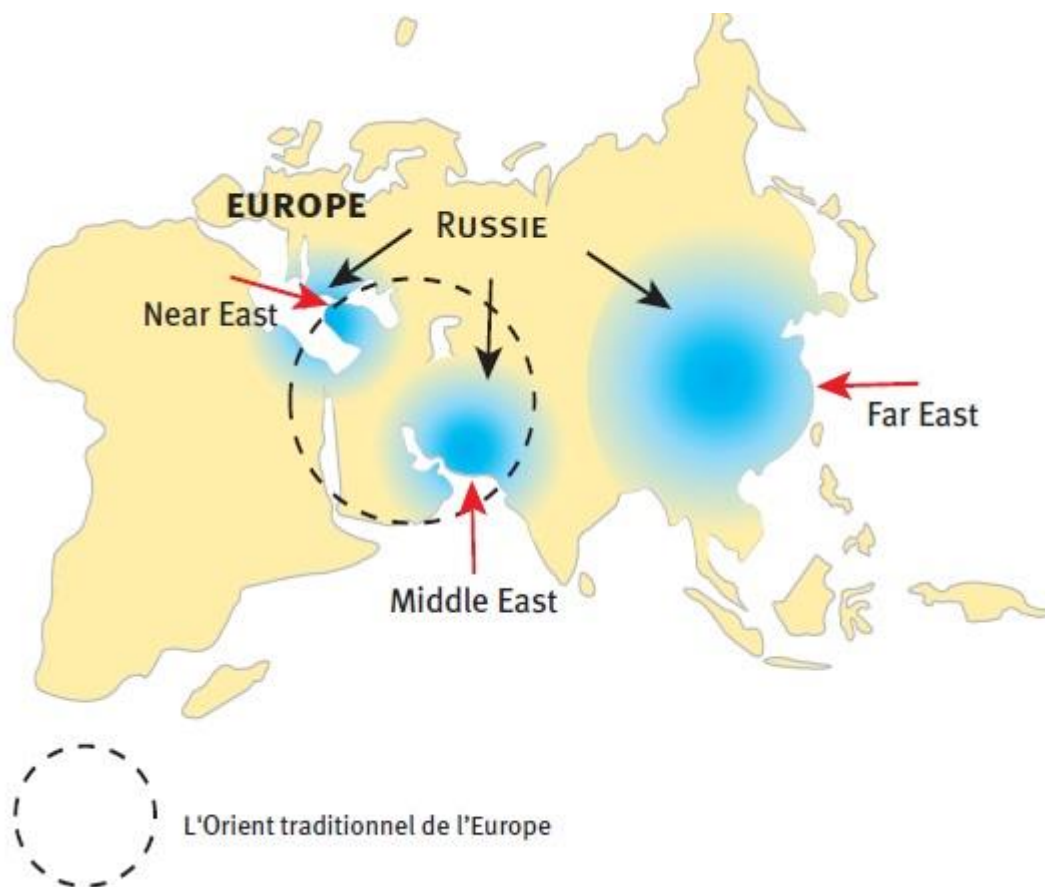 EUROPE
RUSSIE
Near East
Far East
Middle East
L'Orient traditionnel de l'Europe